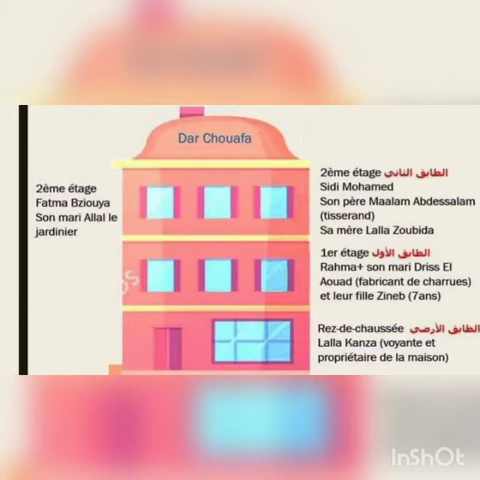 Dar Chouafa
2ème étage
Fatma Bziouya
Son mari Allal le
jardinier
2ème étage الطابق الثاني
Sidi Mohamed
Son père Maalam Abdessalam
(tisserand)
Sa mère Lalla Zoubida
1er étage الطابق الأول
Rahma+ son mari Driss El
Aouad (fabricant de charrues)
et leur fille Zineb (7ans)
Rez-de-chaussée الطابق الأرضي
Lalla Kanza (voyante et
propriétaire de la maison)
InShOt